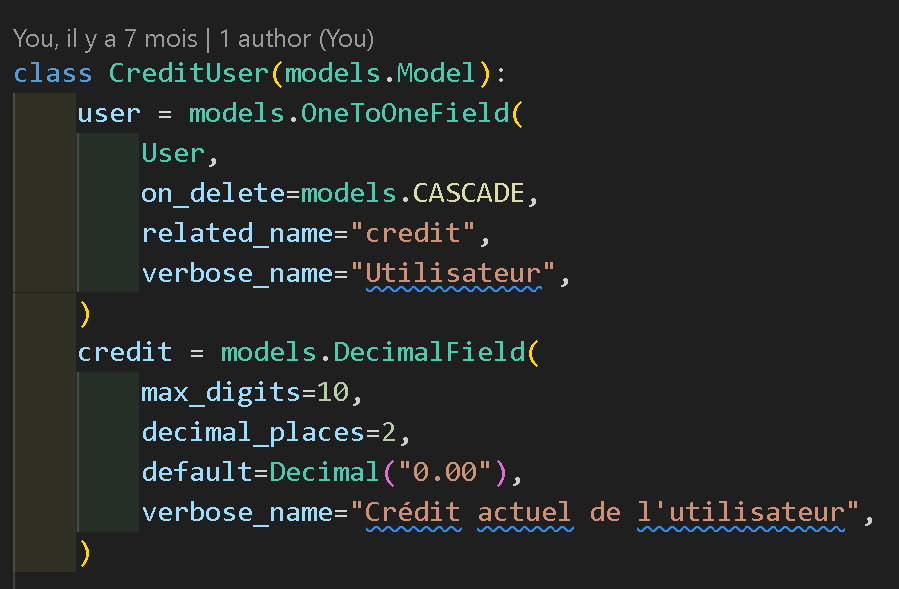 You, il y a 7 mois | 1 author (You)
class CreditUser(models.Model):
    user = models.OneToOneField(
        User,
        on_delete=models.CASCADE,
        related_name="credit",
        verbose_name="Utilisateur",
    )
    credit = models.DecimalField(
        max_digits=10,
        decimal_places=2,
        default=Decimal("0.00"),
        verbose_name="Crédit actuel de l'utilisateur",
    )